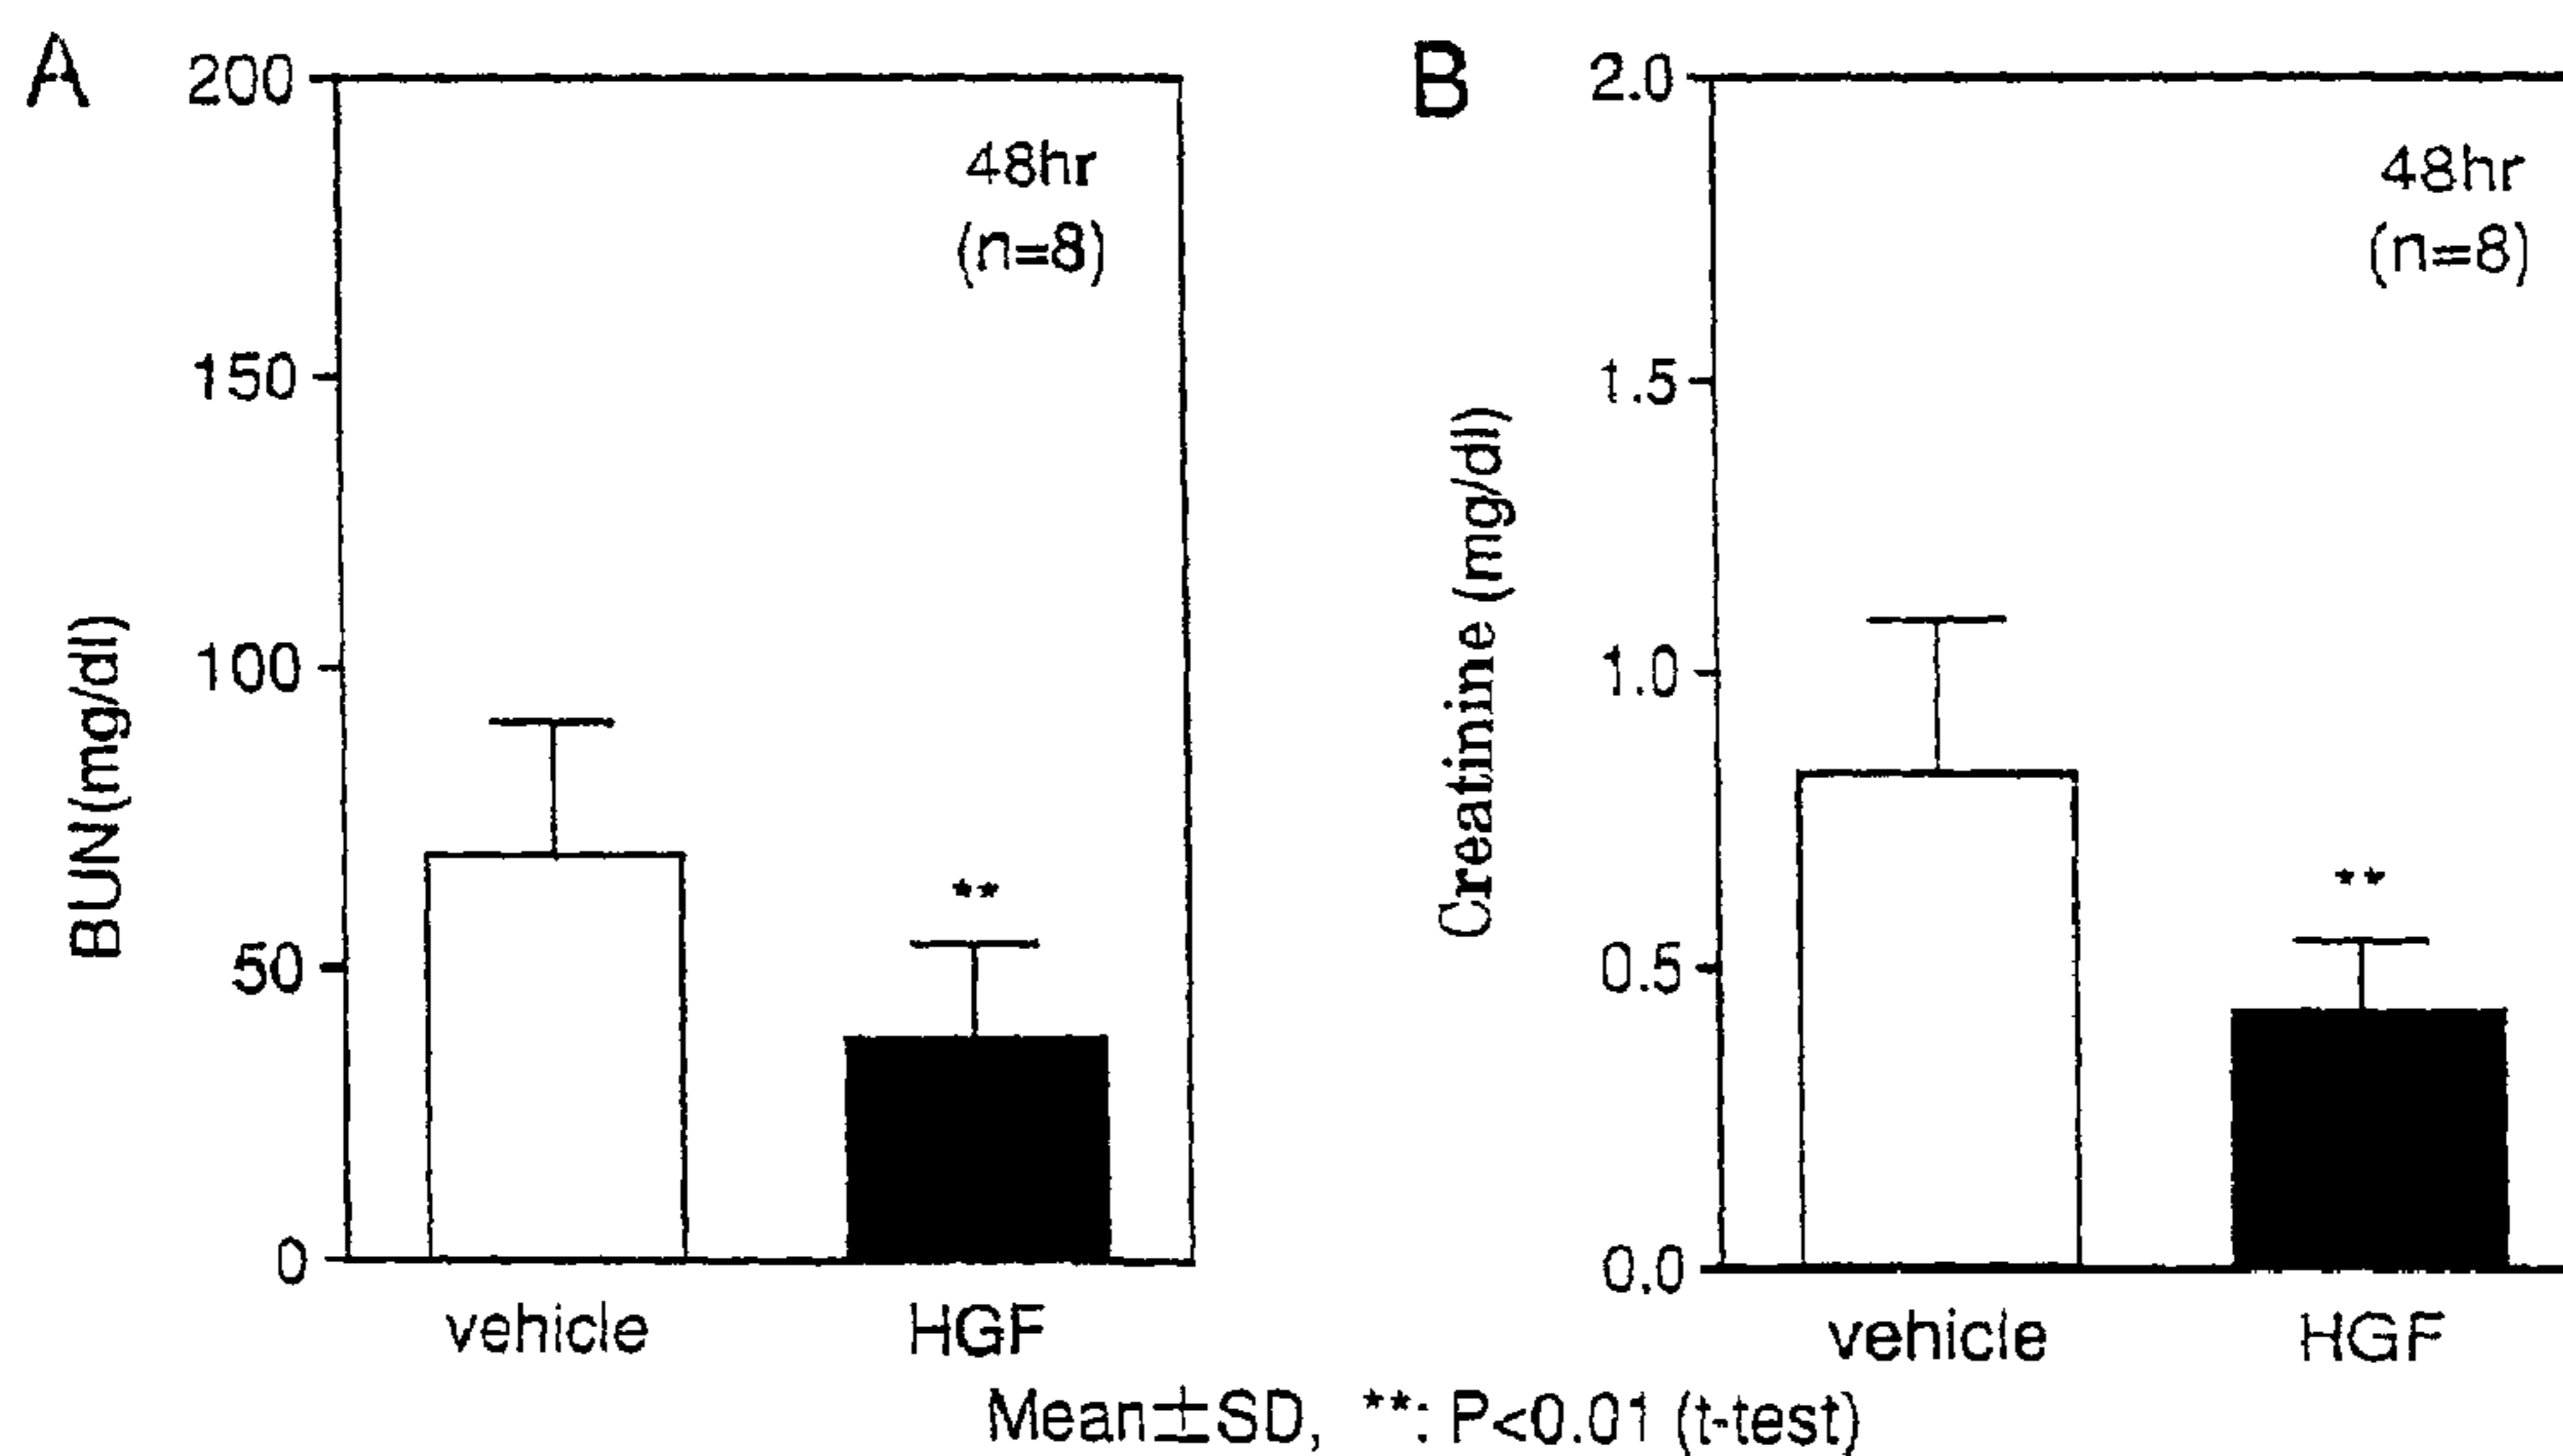 A
200
150
100
50
0
BUN(mg/dl)
48hr
(n=8)
vehicle
HGF
B
2.0
1.5
1.0
0.5
0.0
Creatinine (mg/dl)
48hr
(n=8)
**
**
vehicle
HGF
Mean±SD, **: P<0.01 (t-test)